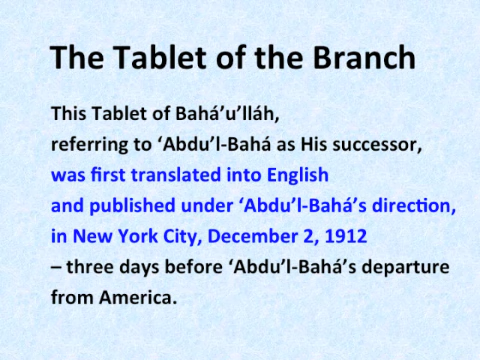 The Tablet of the Branch
This Tablet of Bahá’u’lláh,
referring to ‘Abdu’l-Bahá as His successor,
was first translated into English
and published under ‘Abdu’l-Bahá’s direction,
in New York City, December 2, 1912
– three days before ‘Abdu’l-Bahá’s departure
from America.